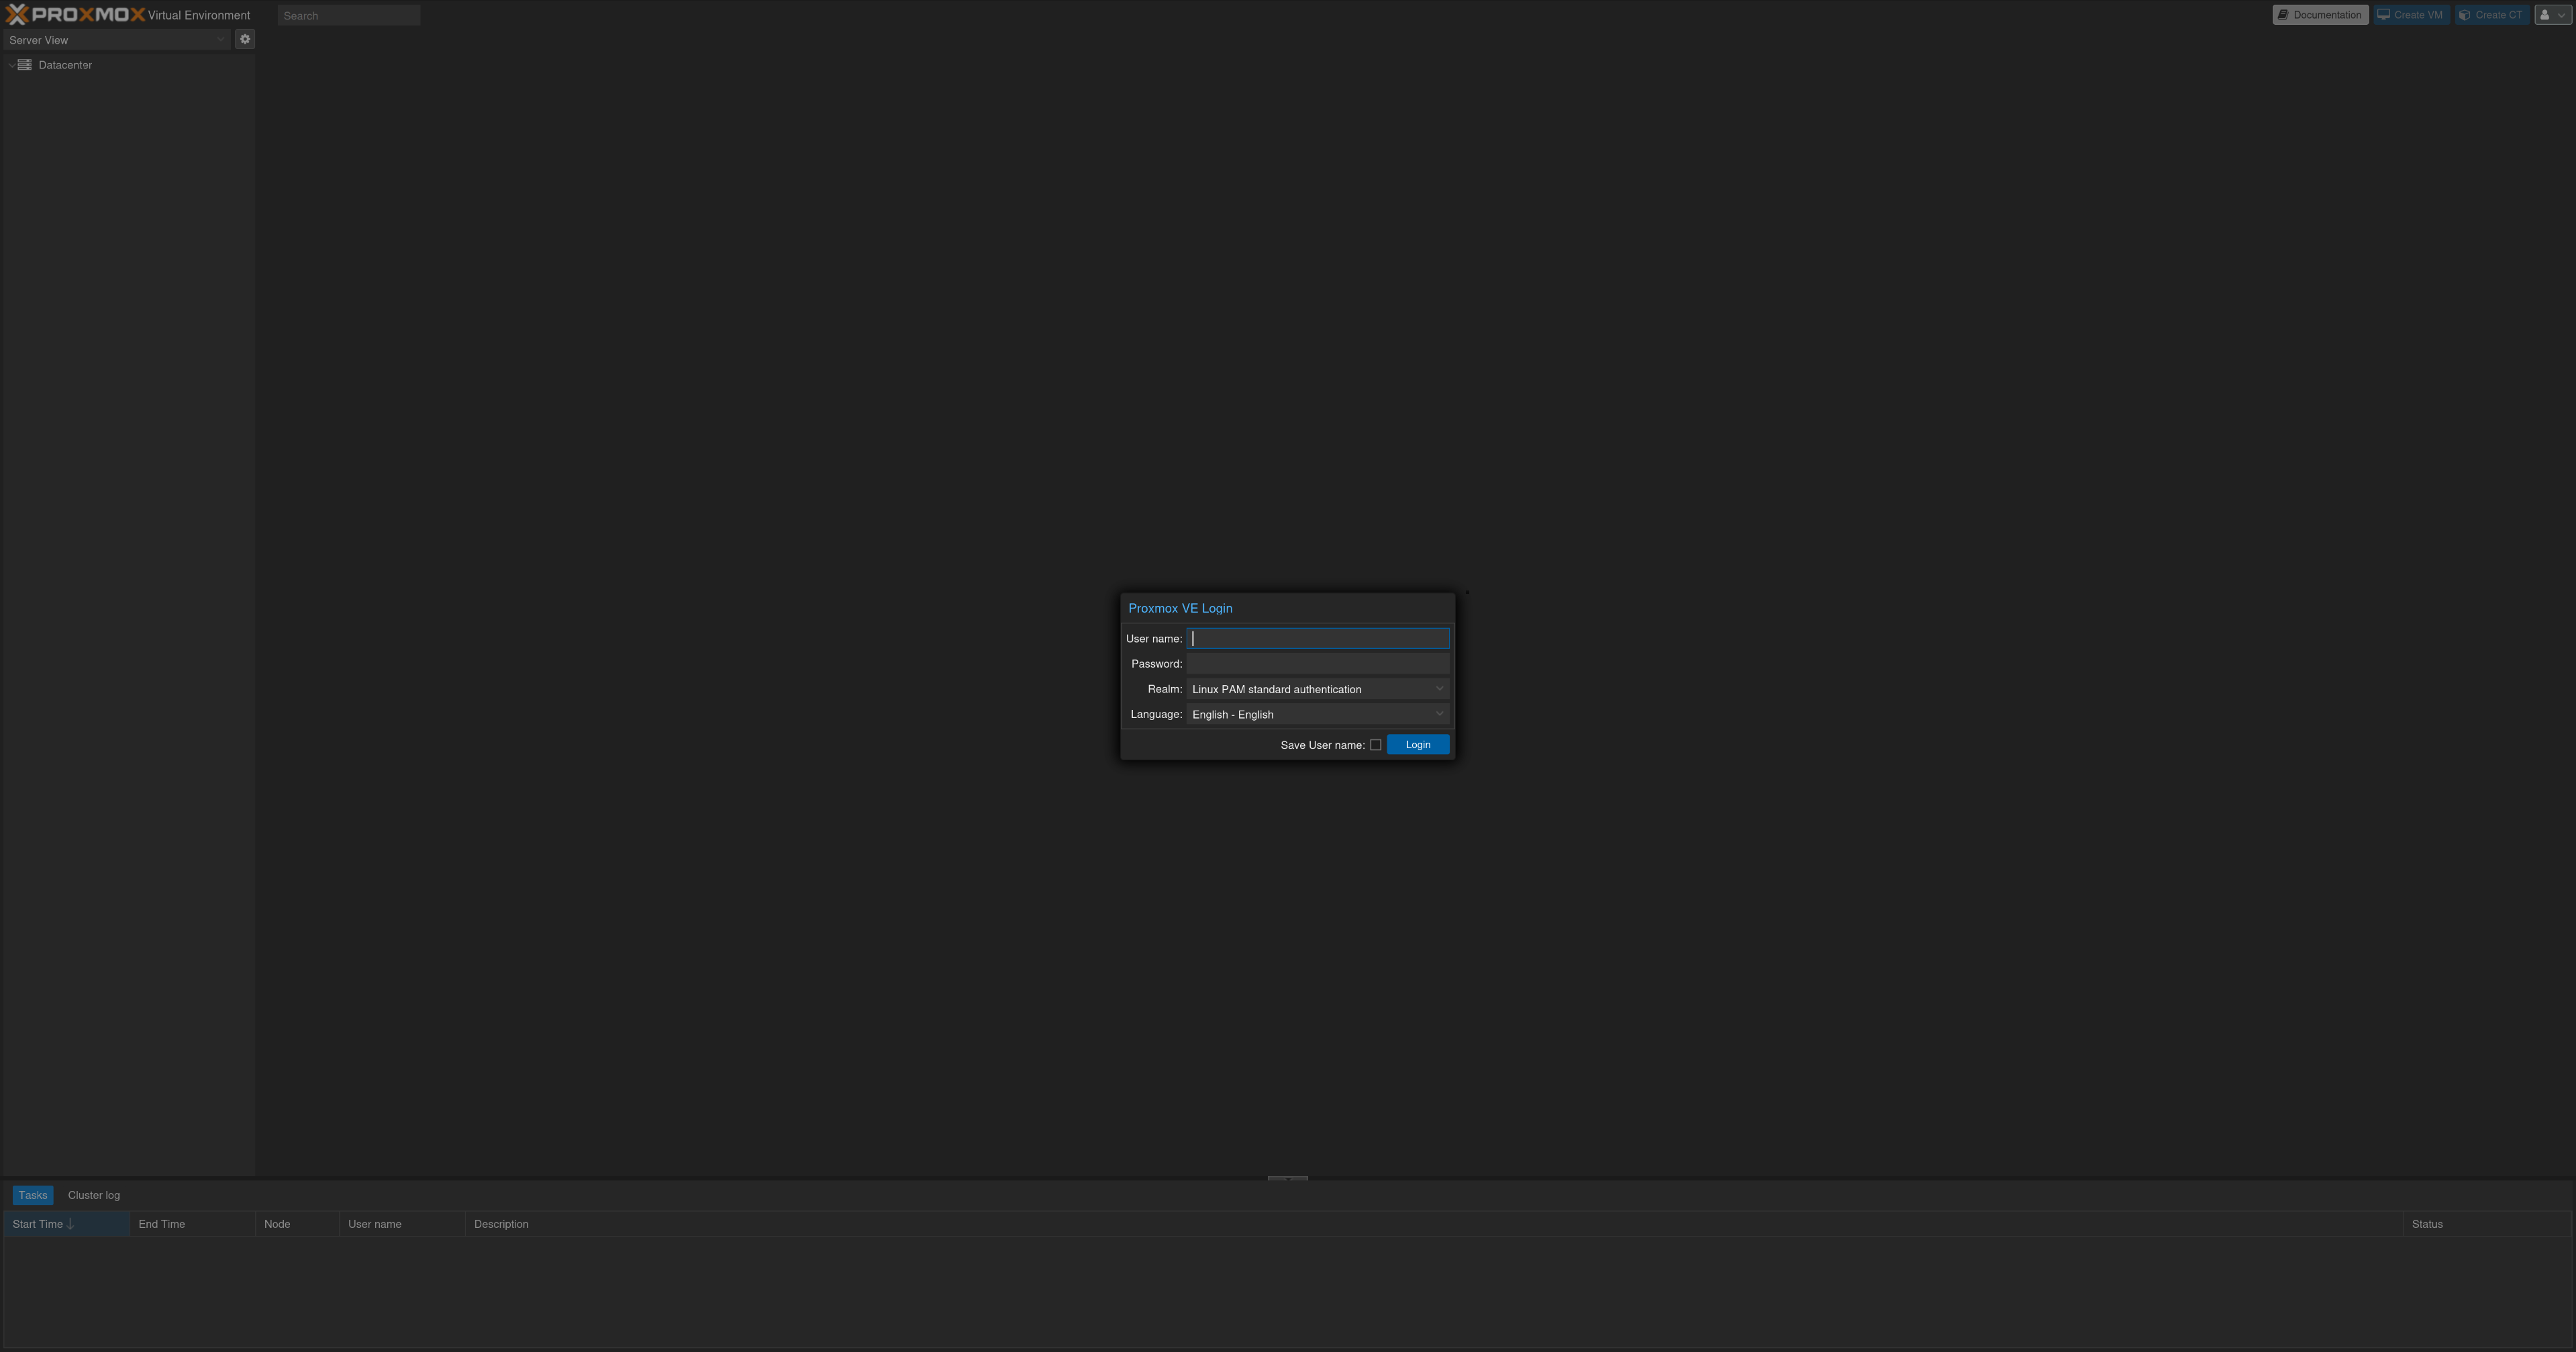 PROXMOX Virtual Environment
Search
Documentation
Create VM
Create CT
Server View
Datacenter
Proxmox VE Login
User name:
Password:
Realm: Linux PAM standard authentication
Language: English - English
Save User name: Login
Tasks Cluster log
Start Time End Time Node User name Description Status